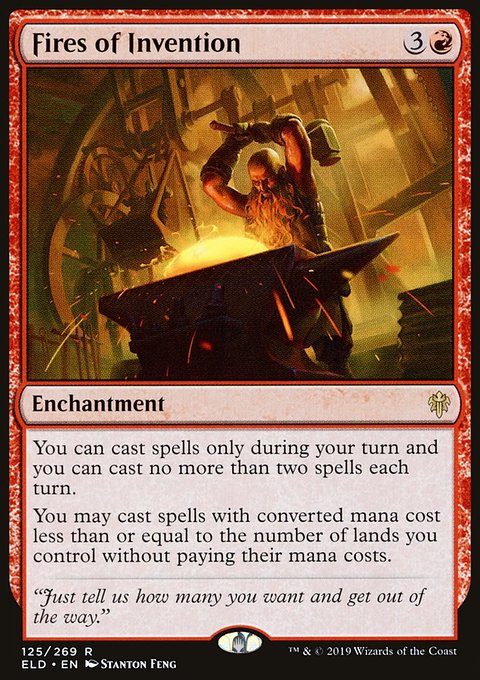 Fires of Invention 3
Enchantment
You can cast spells only during your turn and
you can cast no more than two spells each
turn.
You may cast spells with converted mana cost
less than or equal to the number of lands you
control without paying their mana costs.
“Just tell us how many you want and get out of
the way.”
125/269 R
ELD • EN Stanton Feng
™ & © 2019 Wizards of the Coast